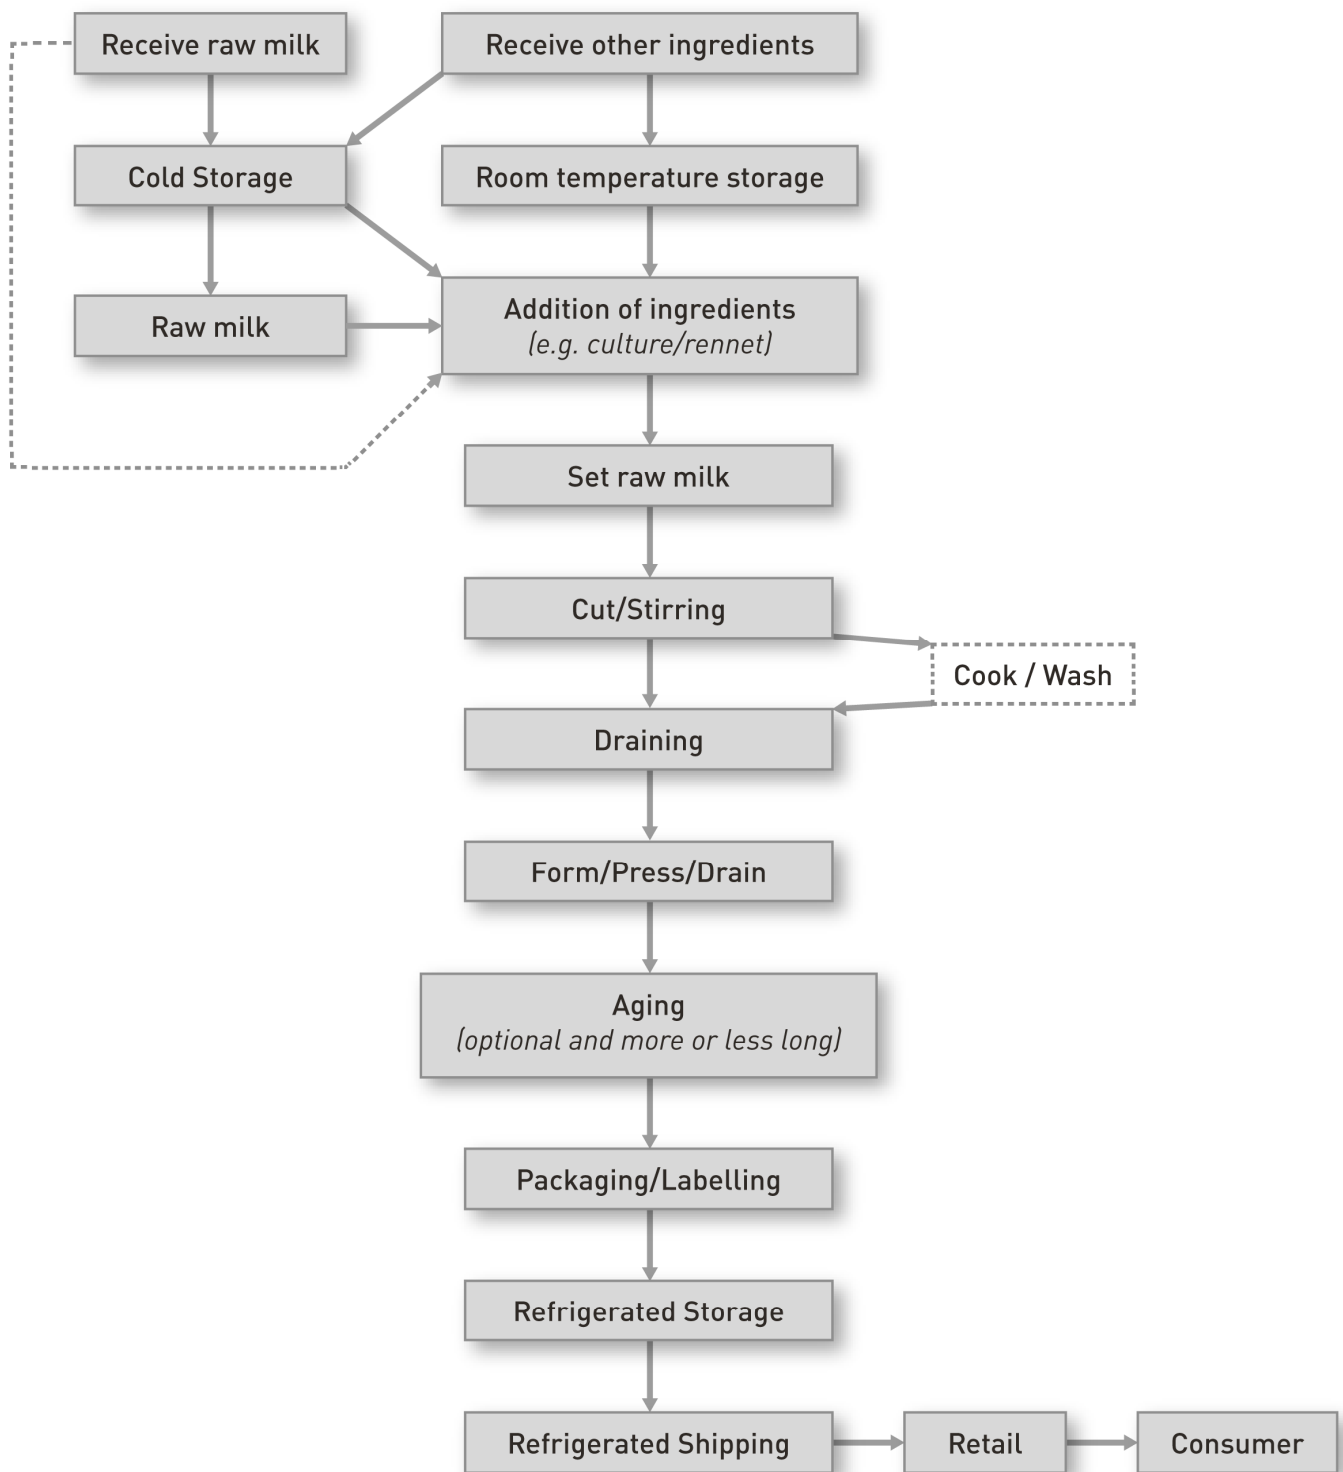 Receive raw milk
Receive other ingredients
Cold Storage
Room temperature storage
Raw milk
Addition of ingredients
(e.g. culture/rennet)
Set raw milk
Cut/Stirring
Cook / Wash
Draining
Form/Press/Drain
Aging
(optional and more or less long)
Packaging/Labelling
Refrigerated Storage
Refrigerated Shipping
Retail
Consumer